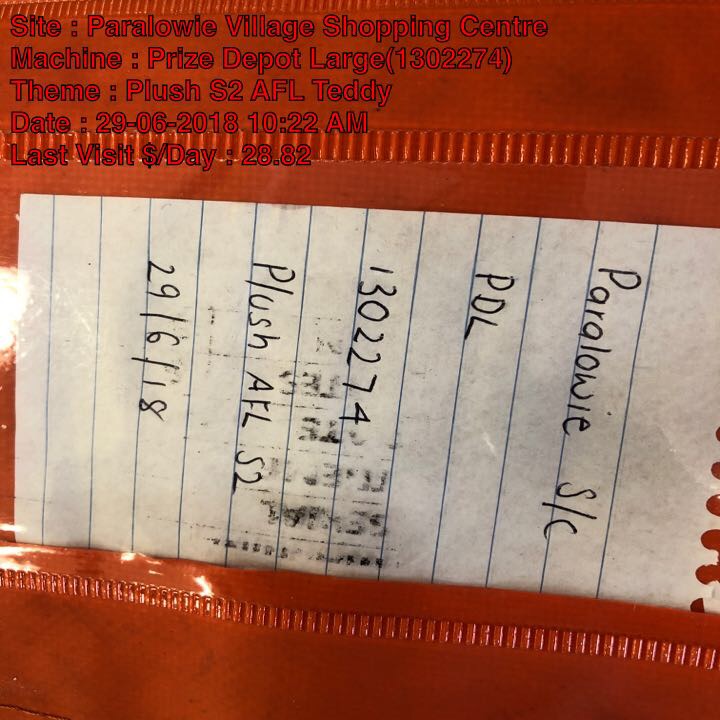 Site : Paralowie Village Shopping Centre
Machine : Prize Depot Large(1302274)
Theme : Plush S2 AFL Teddy
Date : 29-06-2018 10:22 AM
Last Visit $/Day : 28.82
Paralowie S/C
PDL
1302274
Plush AFL S2
29/6/18